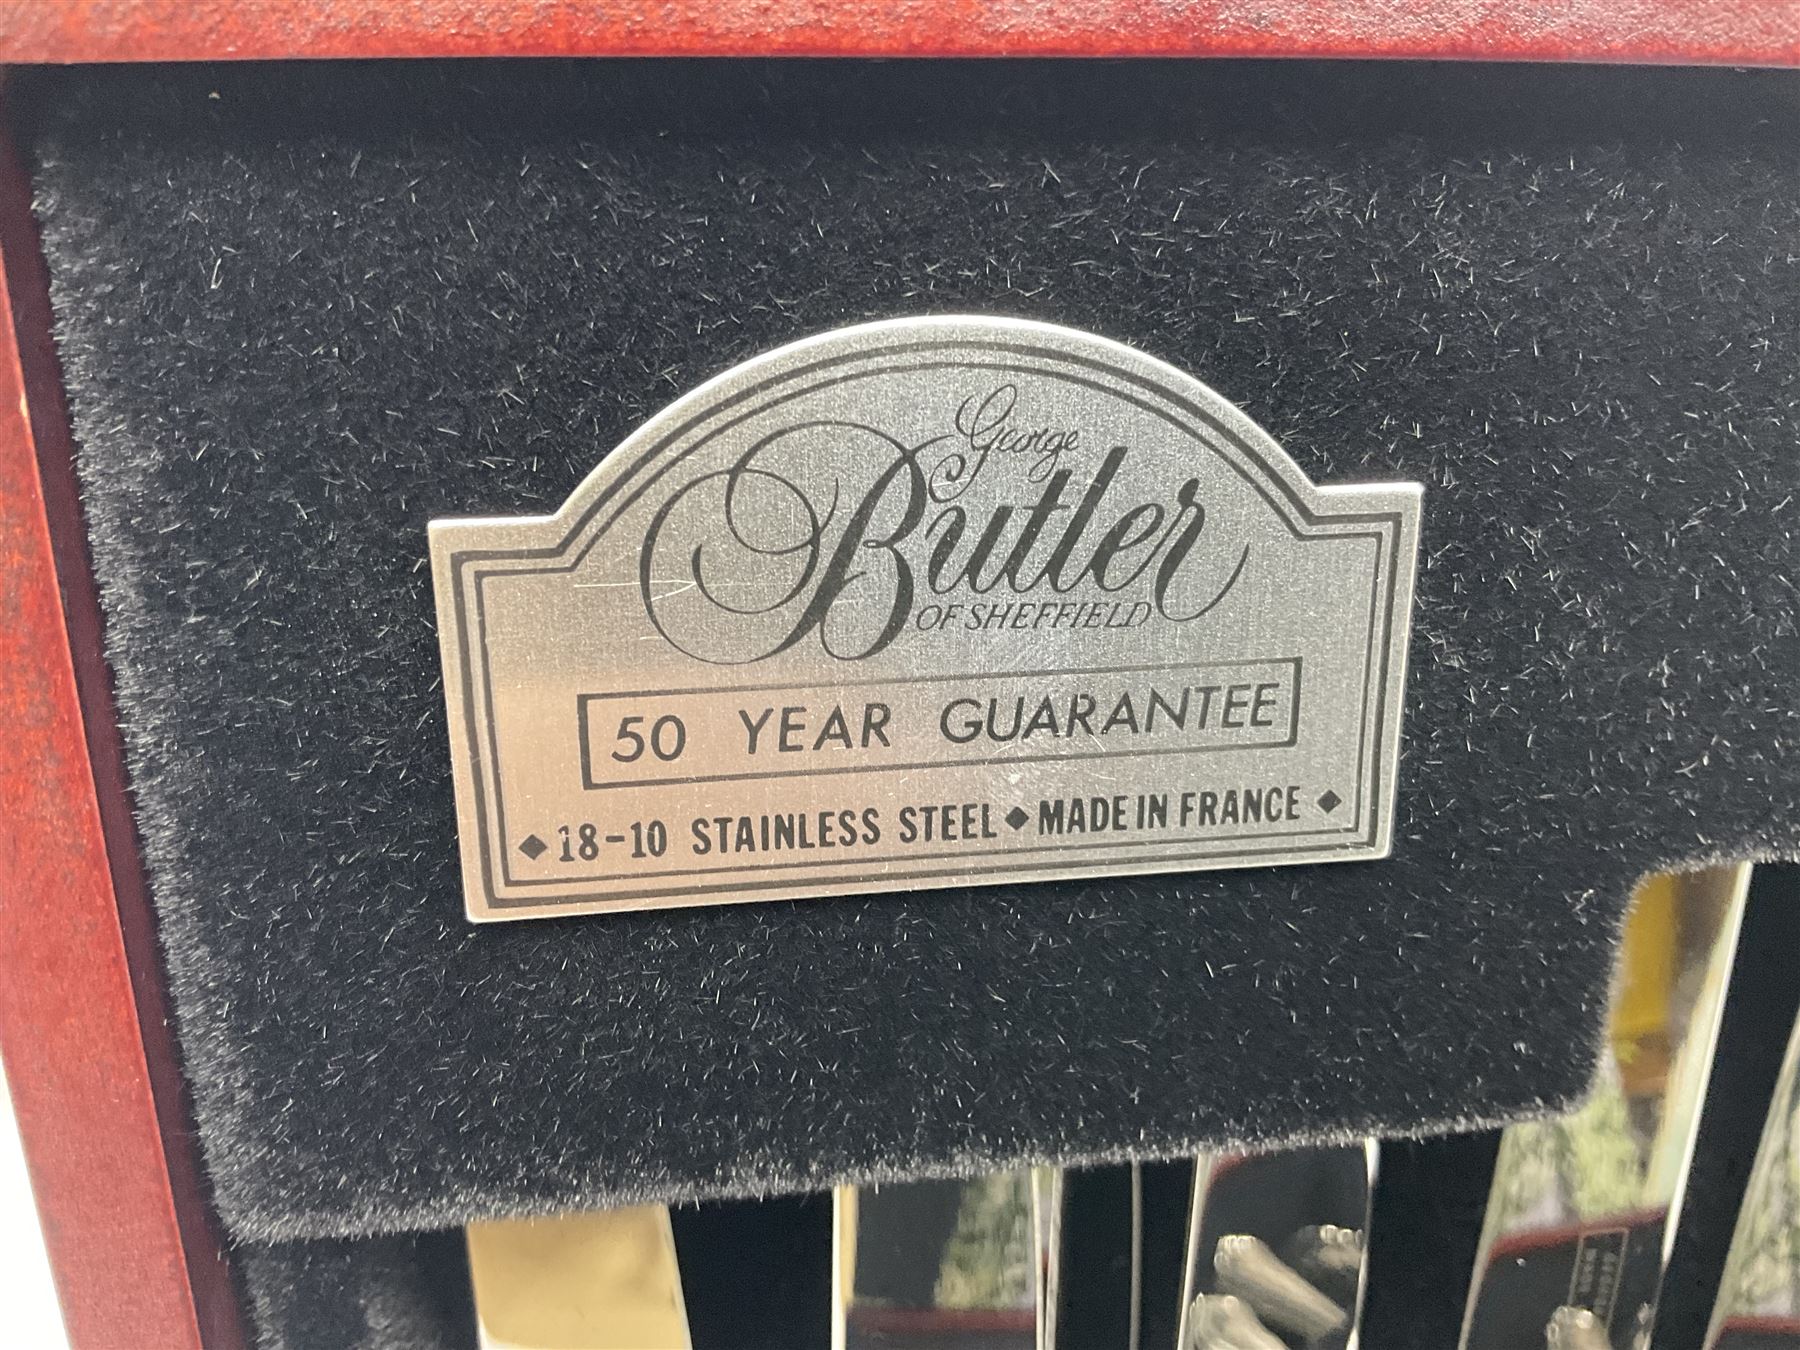 George
Butler
OF SHEFFIELD
50 YEAR GUARANTEE
◆ 18-10 STAINLESS STEEL ◆ MADE IN FRANCE ◆